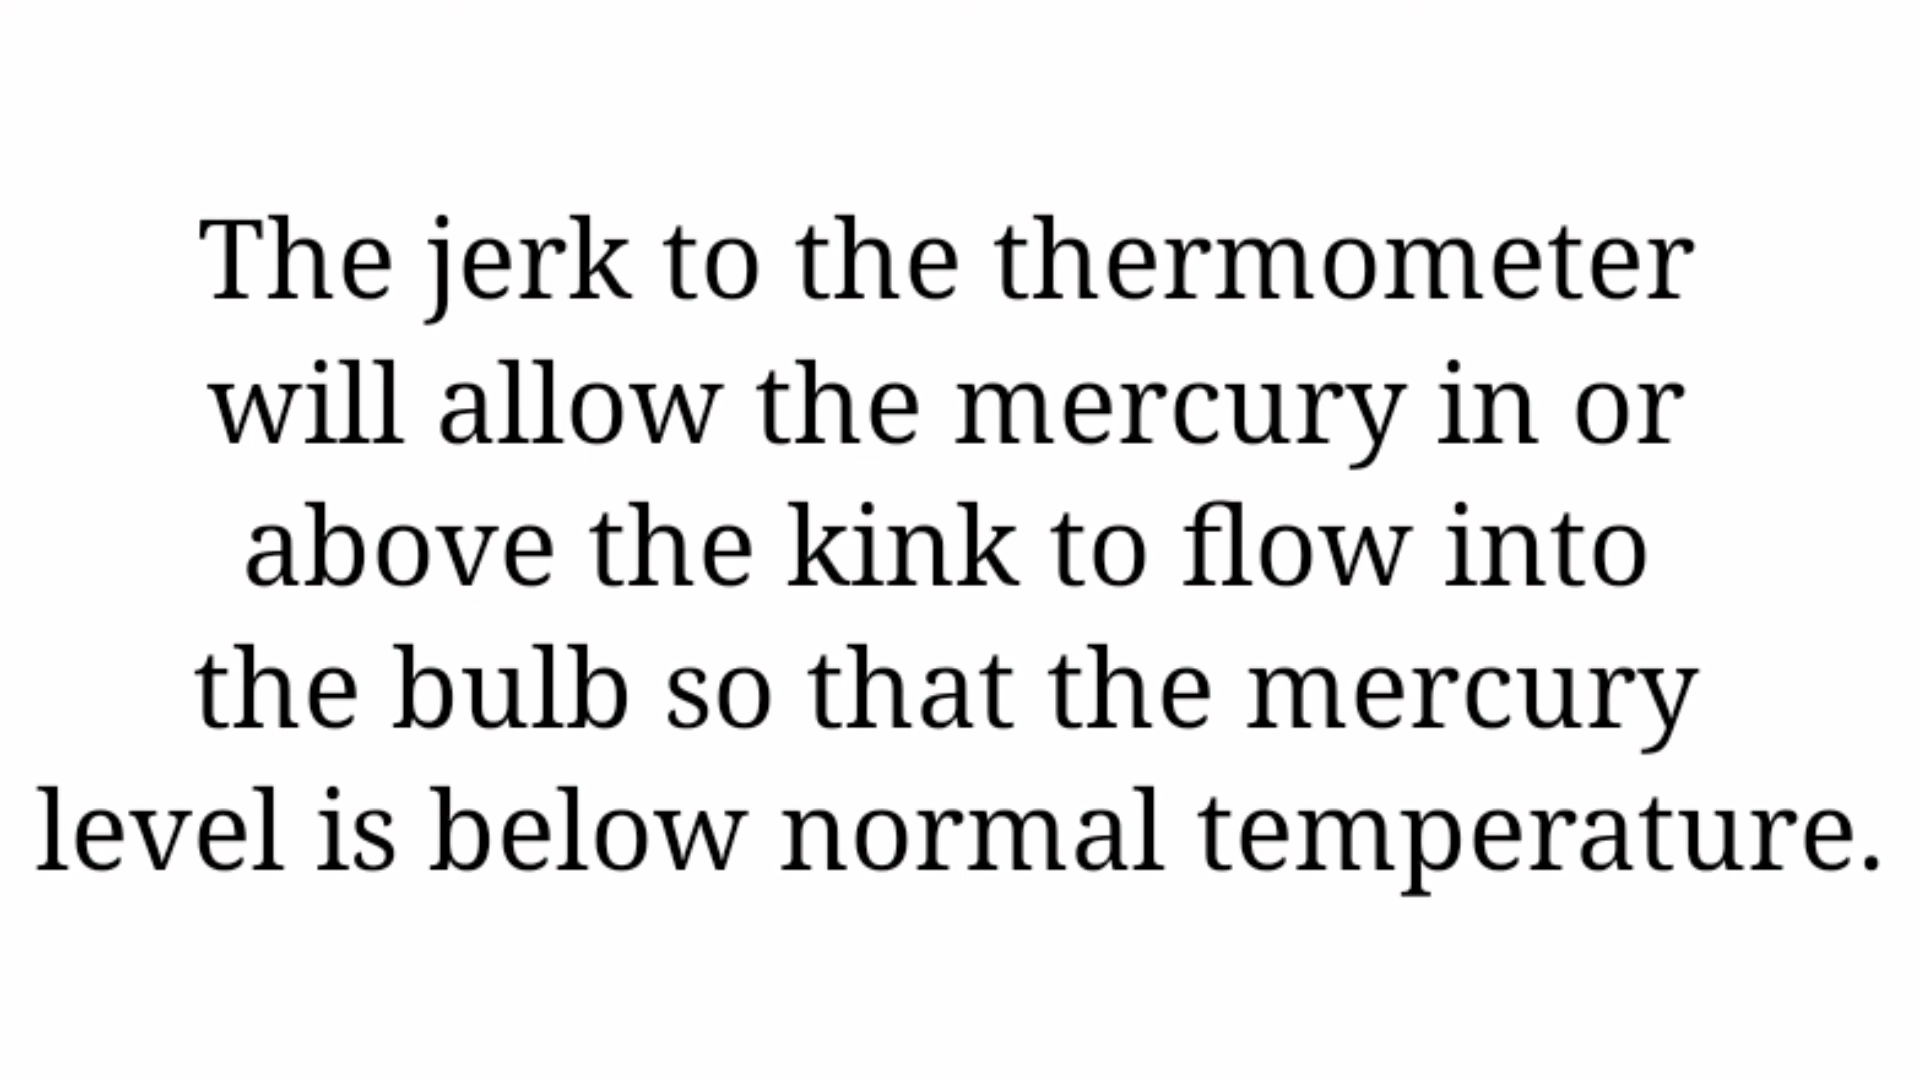 The jerk to the thermometer
will allow the mercury in or
above the kink to flow into
the bulb so that the mercury
level is below normal temperature.